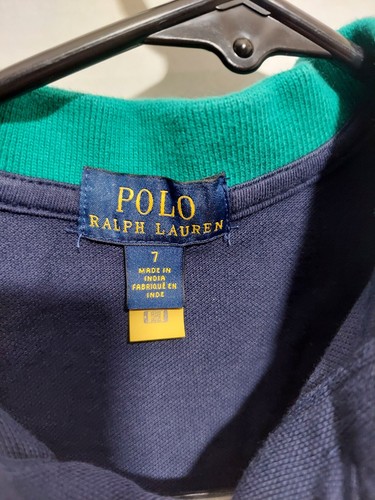 POLO
RALPH LAUREN
7
MADE IN
INDIA
FABRIQUÉ EN
INDE